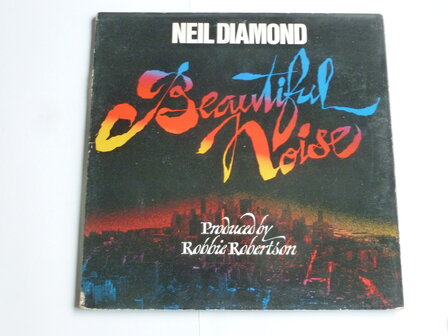 NEIL DIAMOND
Beautiful
Noise
Produced by
Robbie Robertson